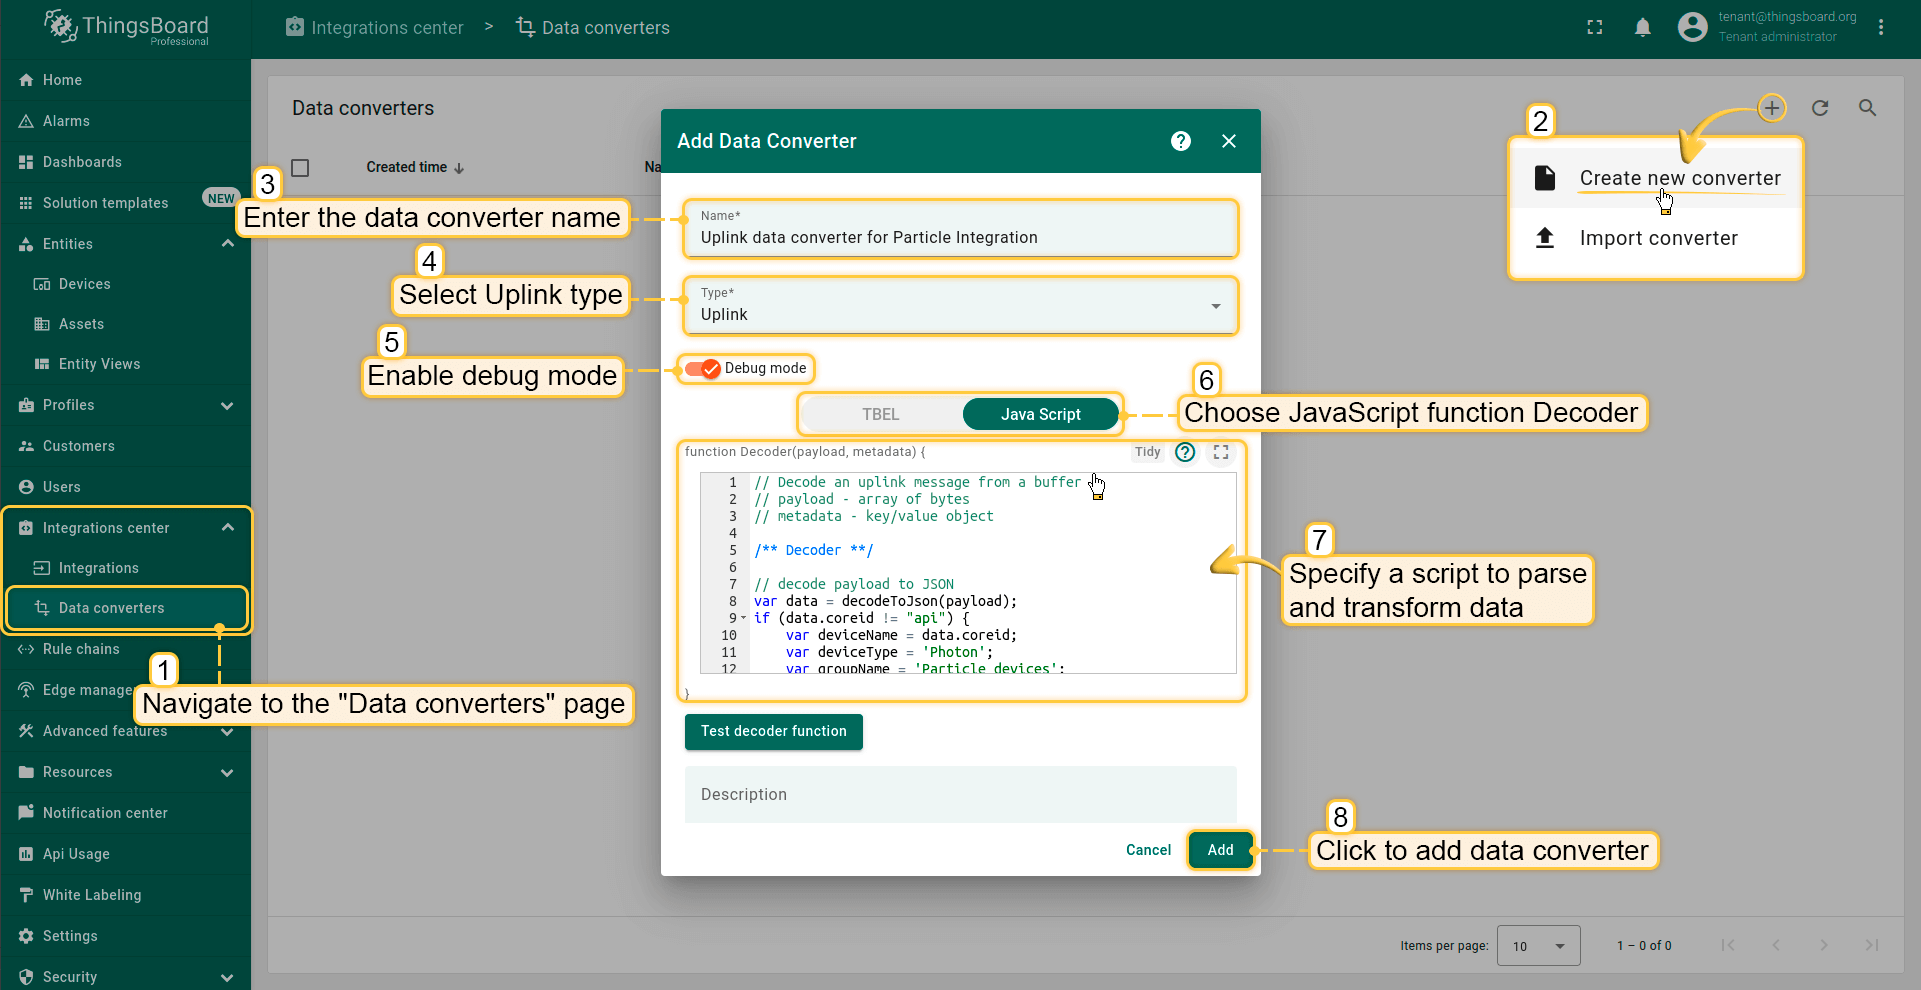 ThingsBoard
Professional
Integrations center > Data converters
tenant@thingsboard.org
Tenant administrator
Home
Alarms
Dashboards
Solution templates
NEW
Entities
Devices
Assets
Entity Views
Profiles
Customers
Users
Integrations center
Integrations
Data converters
Rule chains
Edge manage
Advanced features
Resources
Notification center
Api Usage
White Labeling
Settings
Security
1
Navigate to the "Data converters" page
Data converters
Created time
Na
2
Create new converter
Import converter
Add Data Converter
3
Enter the data converter name
Name*
Uplink data converter for Particle Integration
4
Select Uplink type
Type*
Uplink
5
Enable debug mode
Debug mode
TBEL
Java Script
6
Choose JavaScript function Decoder
function Decoder(payload, metadata) {
Tidy
1 // Decode an uplink message from a buffer
2 // payload - array of bytes
3 // metadata - key/value object
4
5 /** Decoder **/
6
7 // decode payload to JSON
8 var data = decodeToJson(payload);
9 if (data.coreid != "api") {
10 var deviceName = data.coreid;
11 var deviceType = 'Photon';
12 var groupName = 'Particle devices';
}
7
Specify a script to parse
and transform data
Test decoder function
Description
Cancel
Add
8
Click to add data converter
Items per page:
10
1 – 0 of 0